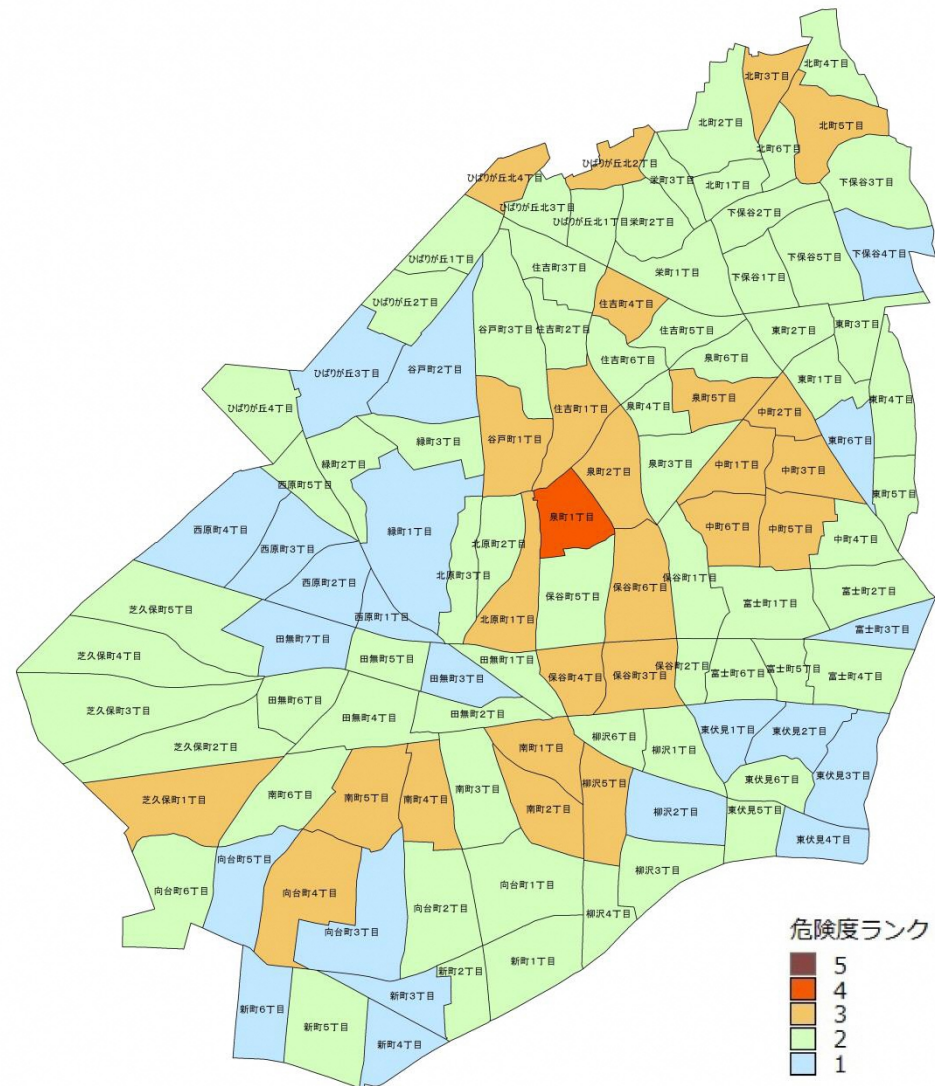 北町4丁目
北町3丁目
北町5丁目
北町2丁目
北町6丁目
ひばりが丘北2丁目
ひばりが丘北4丁目
栄町3丁目
北町1丁目
下保谷3丁目
ひばりが丘北3丁目
ひばりが丘北1丁目
栄町2丁目
下保谷2丁目
下保谷4丁目
下保谷5丁目
ひばりが丘1丁目
住吉町3丁目
栄町1丁目
下保谷1丁目
ひばりが丘2丁目
住吉町4丁目
谷戸町3丁目
住吉町2丁目
住吉町5丁目
東町2丁目
東町3丁目
住吉町6丁目
泉町6丁目
ひばりが丘3丁目
谷戸町2丁目
東町1丁目
東町4丁目
泉町5丁目
ひばりが丘4丁目
住吉町1丁目
泉町4丁目
中町2丁目
東町6丁目
緑町3丁目
谷戸町1丁目
緑町2丁目
泉町2丁目
泉町3丁目
中町1丁目
中町3丁目
西原町5丁目
東町5丁目
泉町1丁目
西原町4丁目
緑町1丁目
中町6丁目
中町5丁目
中町4丁目
西原町3丁目
北原町2丁目
西原町2丁目
北原町3丁目
保谷町6丁目
保谷町1丁目
富士町2丁目
芝久保町5丁目
保谷町5丁目
富士町1丁目
西原町1丁目
北原町1丁目
富士町3丁目
田無町7丁目
芝久保町4丁目
田無町5丁目
田無町1丁目
田無町3丁目
保谷町4丁目
保谷町3丁目
保谷町2丁目
富士町6丁目
富士町5丁目
富士町4丁目
田無町6丁目
芝久保町3丁目
田無町4丁目
田無町2丁目
柳沢6丁目
東伏見1丁目
東伏見2丁目
芝久保町2丁目
南町1丁目
柳沢1丁目
東伏見3丁目
東伏見6丁目
柳沢5丁目
芝久保町1丁目
南町6丁目
南町5丁目
南町4丁目
南町3丁目
南町2丁目
柳沢2丁目
東伏見5丁目
東伏見4丁目
向台町5丁目
柳沢3丁目
向台町6丁目
向台町4丁目
向台町1丁目
向台町2丁目
柳沢4丁目
向台町3丁目
新町1丁目
新町2丁目
新町3丁目
新町6丁目
新町5丁目
新町4丁目
危険度ランク
5
4
3
2
1